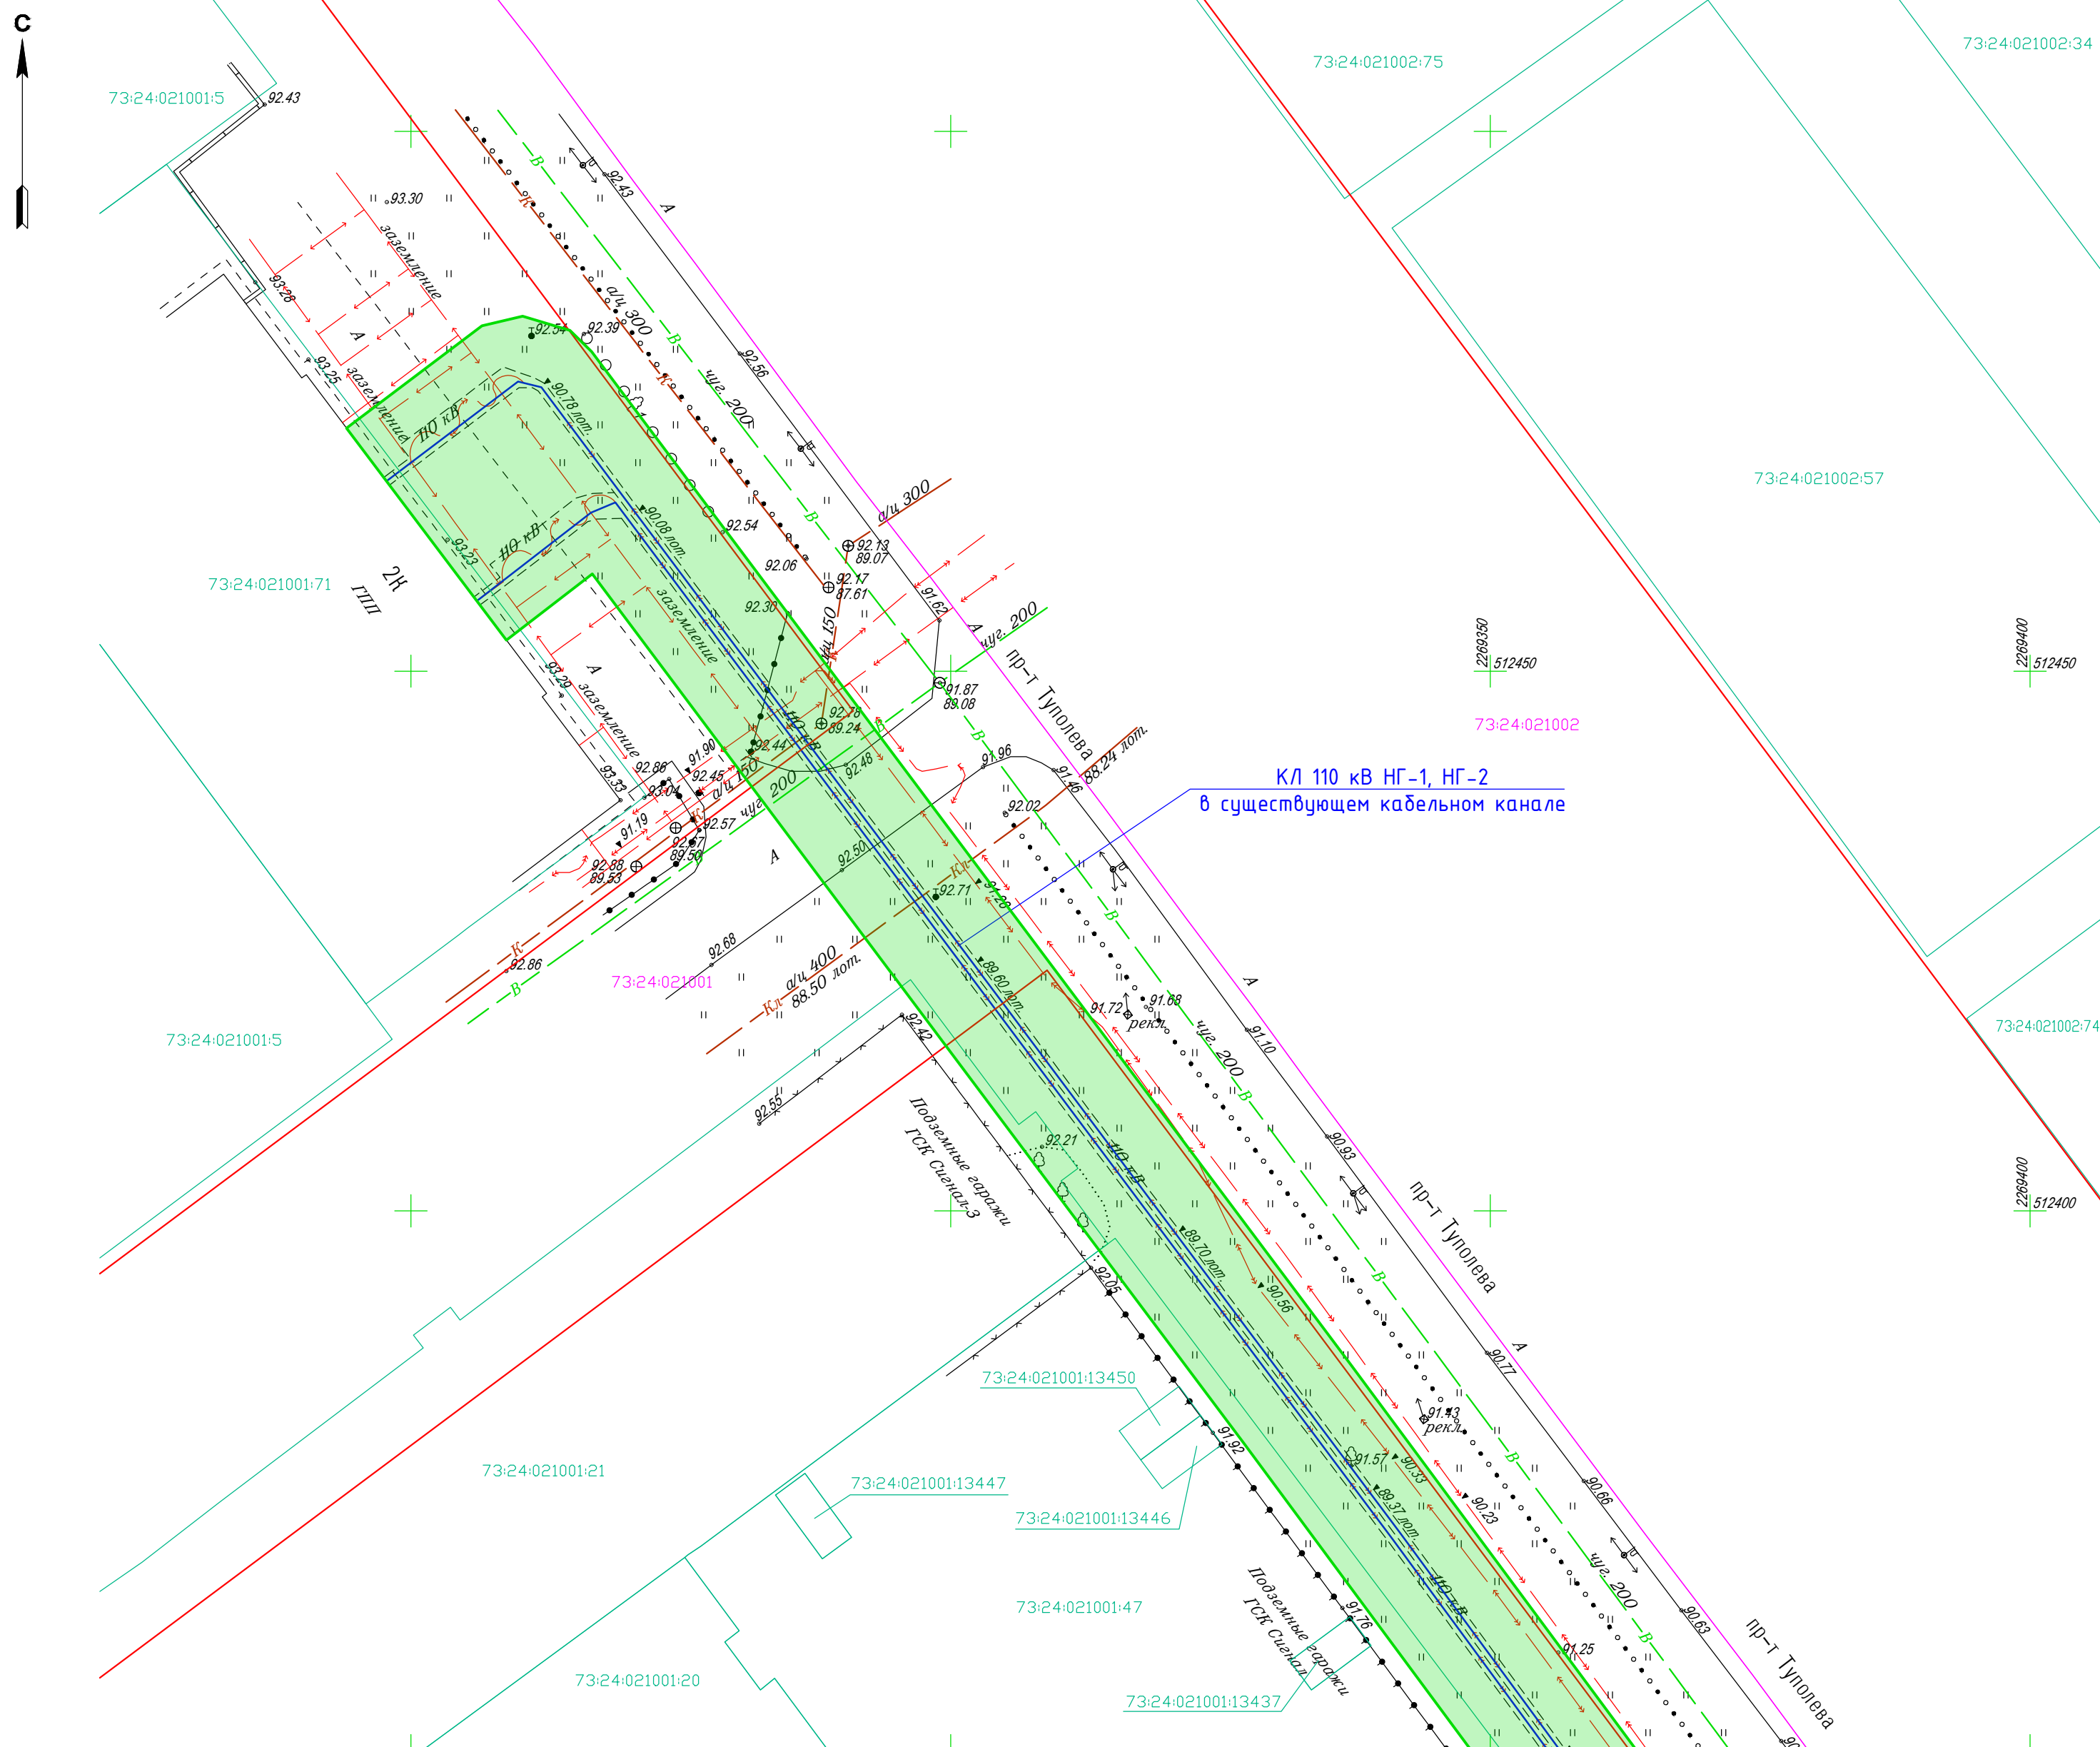 С
73:24:021002:34
73:24:021002:75
73:24:021001:5
92.43
92.43
А
93.30
К
В
заземление
93.28
а/ц 300
92.54
92.39
В
А
93.25
заземление
К
чуг. 200
92.56
90.78 лот.
110 кВ
73:24:021002:57
92.54
90.08 лот.
110 кВ
93.23
В
а/ц 300
92.13
89.07
92.06
92.17
87.61
2К
ГПП
73:24:021001:71
92.30
91.62
заземление
а/ц 150
А
чуг. 200
пр-т Туполева
2269350
512450
2269400
512450
А
93.29
заземление
91.87
89.08
92.78
89.24
110 кВ
В
73:24:021002
91.90
92.44
92.48
91.96
91.46
88.24 лот.
92.86
92.45
93.04
93.33
а/ц 150
чуг. 200
КЛ 110 кВ НГ-1, НГ-2
в существующем кабельном канале
92.02
91.19
К
92.57
92.67
89.50
92.88
89.53
А
92.50
Кл
92.71
91.28
92.68
В
К
92.86
73:24:021001
В
а/ц 400
88.50 лот.
Кл
89.60 лот.
А
91.72
91.68
рекл.
92.42
чуг. 200
91.10
73:24:021002:74
73:24:021001:5
92.55
В
Подземные гаражи
ГСК Сигнал-3
92.21
90.93
110 кВ
2269400
512400
пр-т Туполева
89.70 лот.
92.05
90.56
В
А
90.77
73:24:021001:13450
91.43
рекл.
91.92
73:24:021001:21
73:24:021001:13447
91.57
90.33
В
73:24:021001:13446
89.37 лот.
90.23
90.66
Подземные гаражи
ГСК Сигнал
110 кВ
чуг. 200
73:24:021001:47
91.76
90.63
В
91.25
пр-т Туполева
73:24:021001:20
73:24:021001:13437